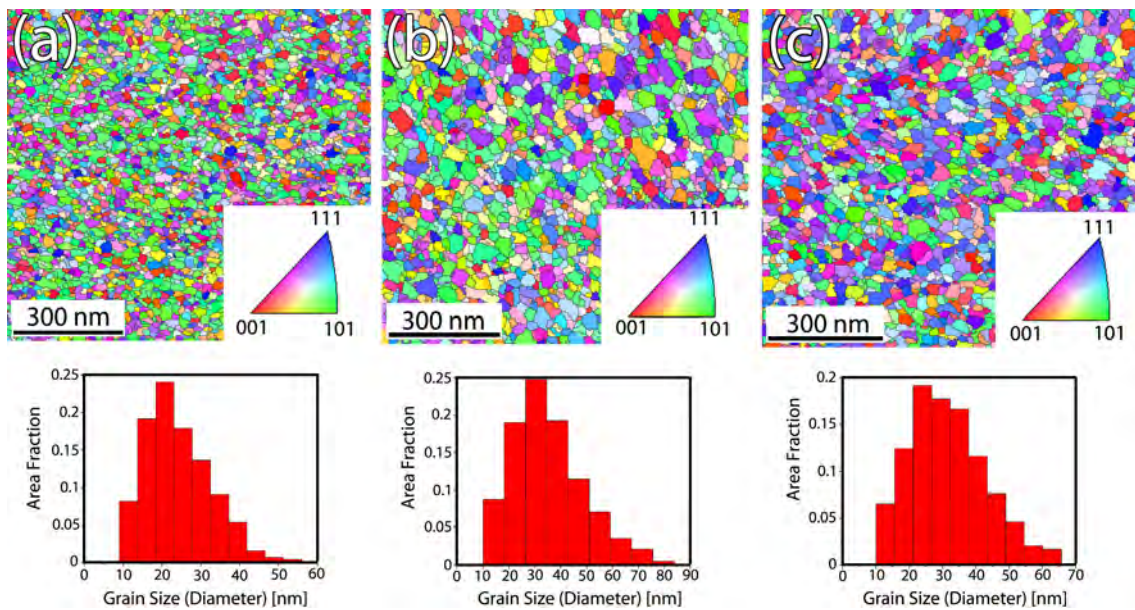 (a) (b) (c)
111 111 111
300 nm 300 nm 300 nm
001 101 001 101 001 101
0.25 0.25 0.2
0.2 0.2 0.15
0.15 0.15 0.1
0.1 0.1 0.05
0.05 0.05
0 0 0
Area Fraction Area Fraction Area Fraction
0 10 20 30 40 50 60 0 10 20 30 40 50 60 70 80 90 0 10 20 30 40 50 60 70
Grain Size (Diameter) [nm] Grain Size (Diameter) [nm] Grain Size (Diameter) [nm]